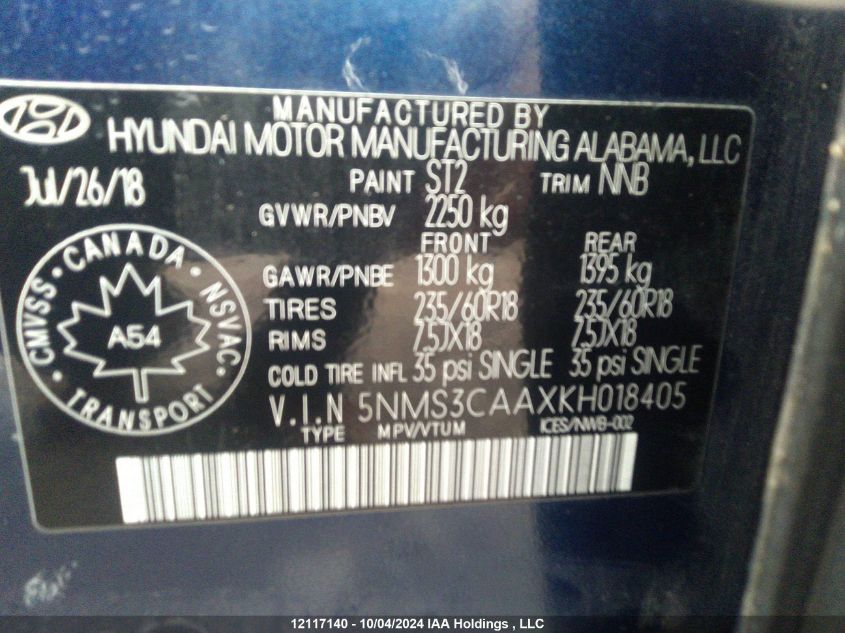 MANUFACTURED BY
HYUNDAI MOTOR MANUFACTURING ALABAMA, LLC
Jul/26/18 PAINT ST2 TRIM NNB
GVWR/PNBV 2250 kg
FRONT REAR
GAWR/PNBE 1300 kg 1395 kg
TIRES 235/60R18 235/60R18
RIMS 7.5JX18 7.5JX18
COLD TIRE INFL 35 psi SINGLE 35 psi SINGLE
V.I.N 5NMS3CAAXKH018405
TYPE MPV/VTUM ICES/NWB-002
CMVSS • CANADA • NSVAC • TRANSPORT •
A54
12117140 - 10/04/2024 IAA Holdings , LLC